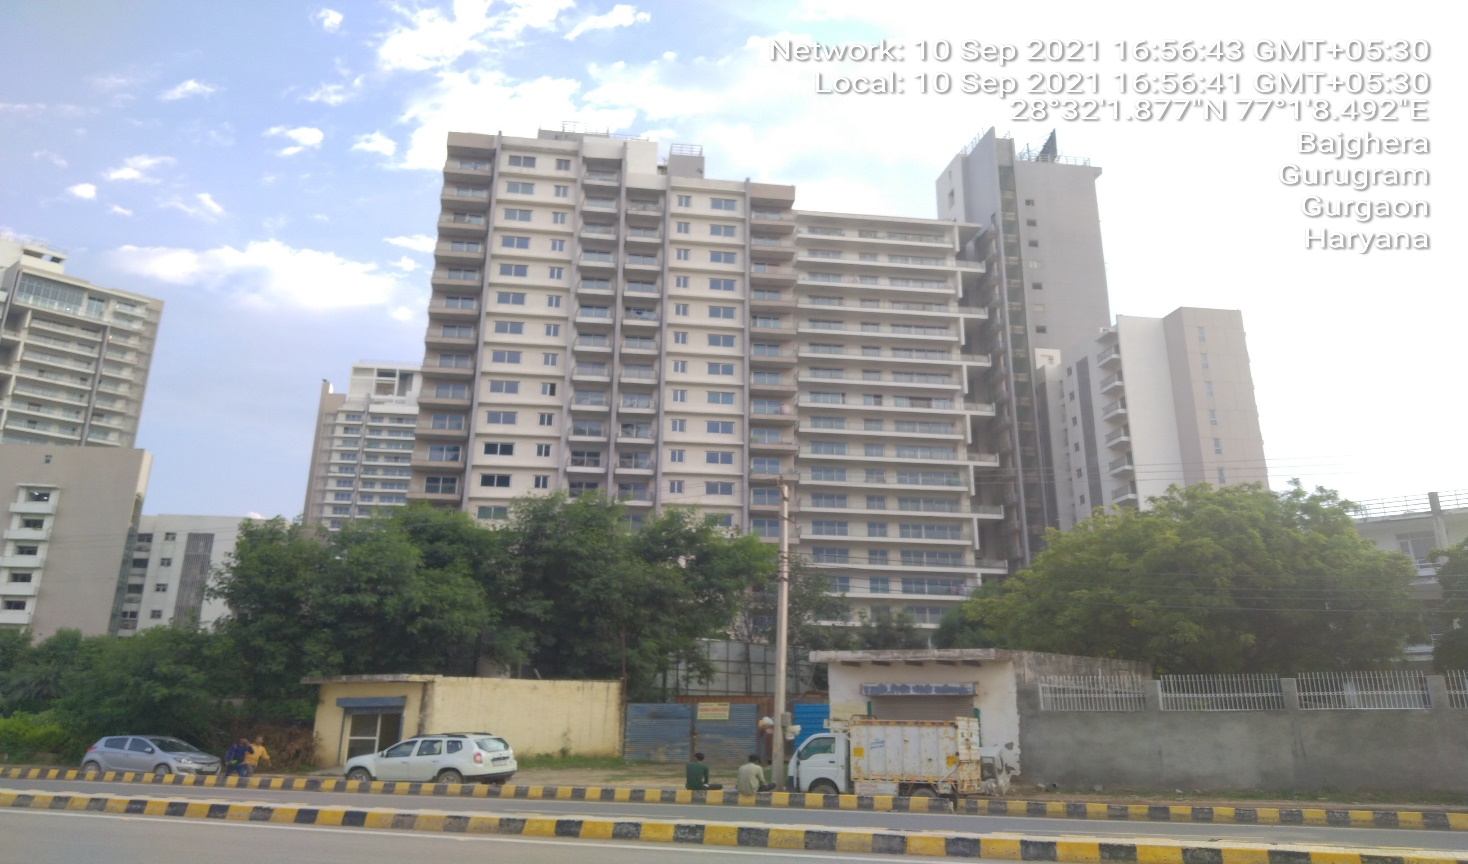 Network: 10 Sep 2021 16:56:43 GMT+05:30
Local: 10 Sep 2021 16:56:41 GMT+05:30
28°32'1.877"N 77°1'8.492"E
Bajghera
Gurugram
Gurgaon
Haryana